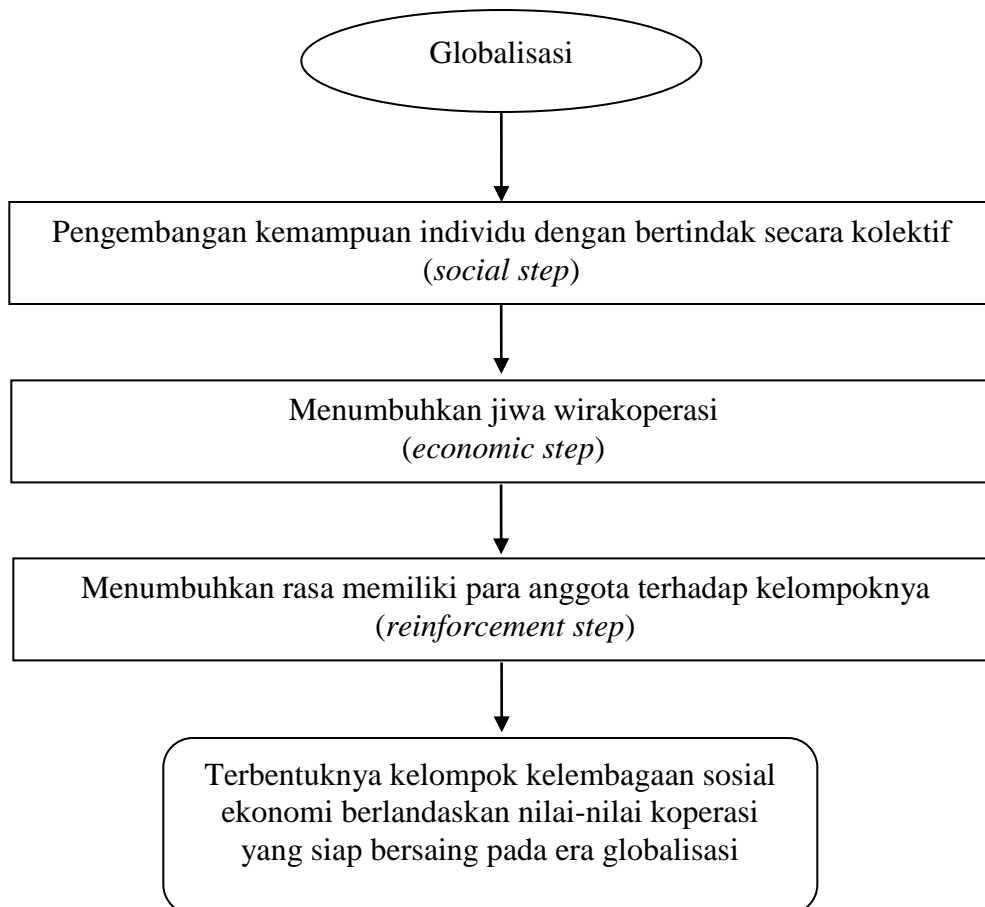 Globalisasi
Pengembangan kemampuan individu dengan bertindak secara kolektif
(social step)
Menumbuhkan jiwa wirakoperasi
(economic step)
Menumbuhkan rasa memiliki para anggota terhadap kelompoknya
(reinforcement step)
Terbentuknya kelompok kelembagaan sosial
ekonomi berlandaskan nilai-nilai koperasi
yang siap bersaing pada era globalisasi